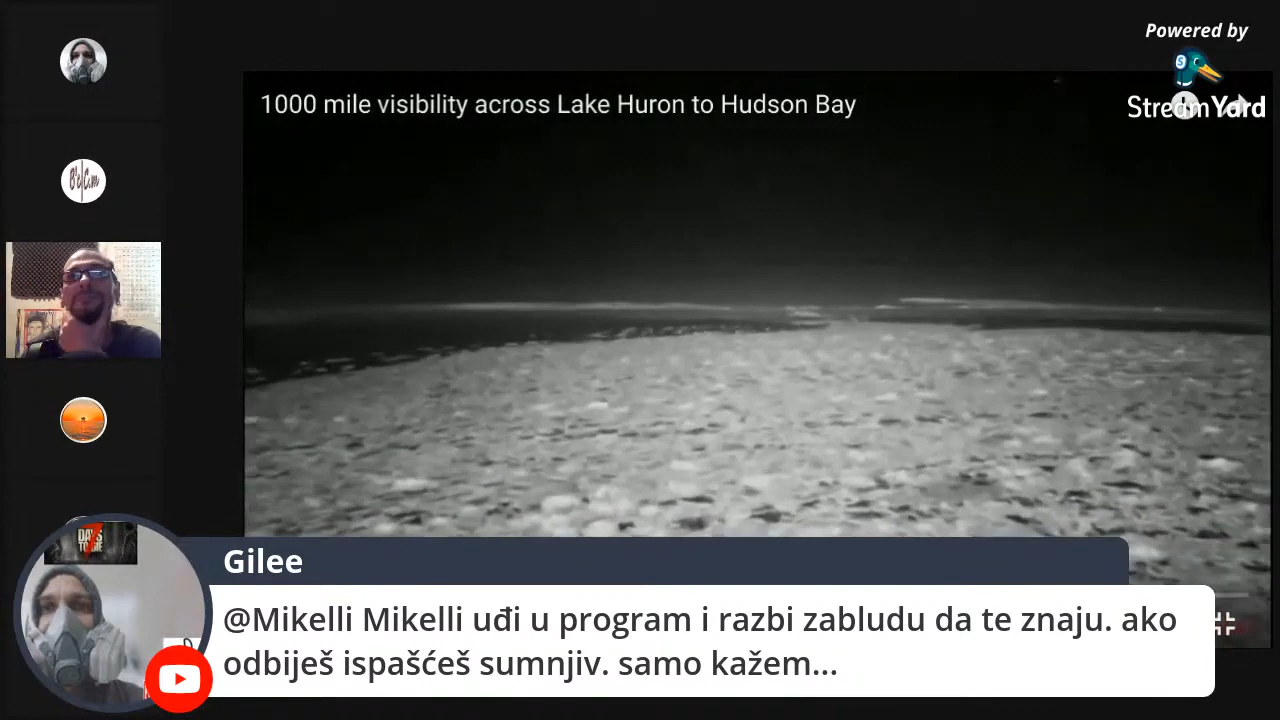 Powered by
StreamYard
1000 mile visibility across Lake Huron to Hudson Bay
DAYS
Gilee
@Mikelli Mikelli uđi u program i razbi zabludu da te znaju. ako
odbiješ ispašćeš sumnjiv. samo kažem...